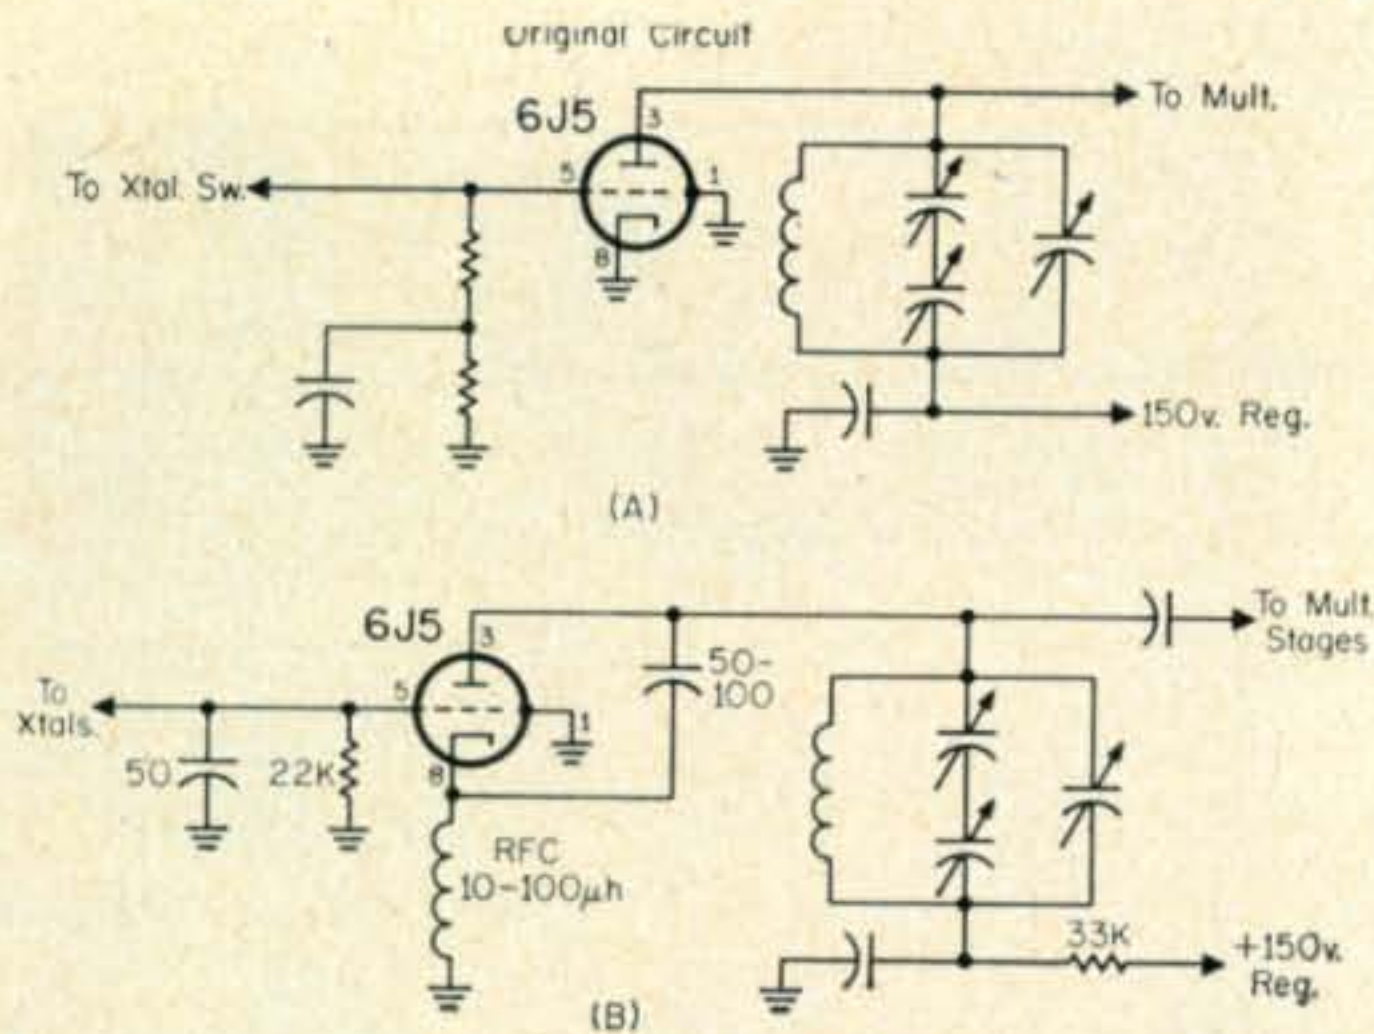 Original Circuit
6J5
3
To Mult.
To Xtal. Sw.
5
1
8
150v. Reg.
(A)
6J5
3
To Mult.
Stages
50-
100
To
Xtals.
5
1
50
22K
8
RFC
10-100μh
33K
+150v.
Reg.
(B)